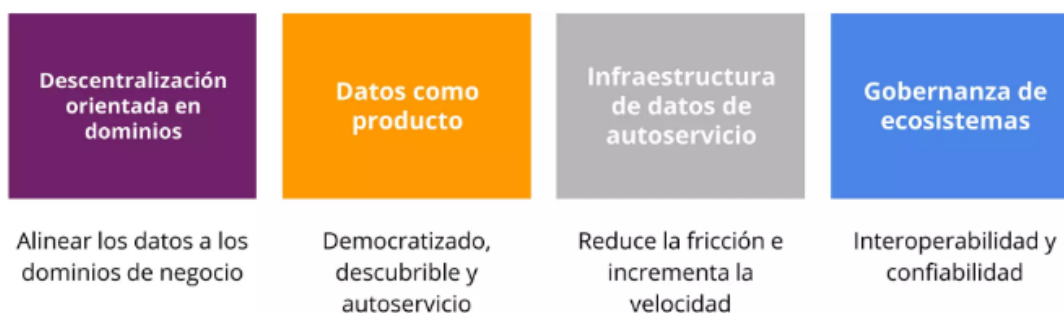 Descentralización
orientada en
dominios
Datos como
producto
Infraestructura
de datos de
autoservicio
Gobernanza de
ecosistemas
Alinear los datos a los
dominios de negocio
Democratizado,
descubrible y
autoservicio
Reduce la fricción e
incrementa la
velocidad
Interoperabilidad y
confiabilidad